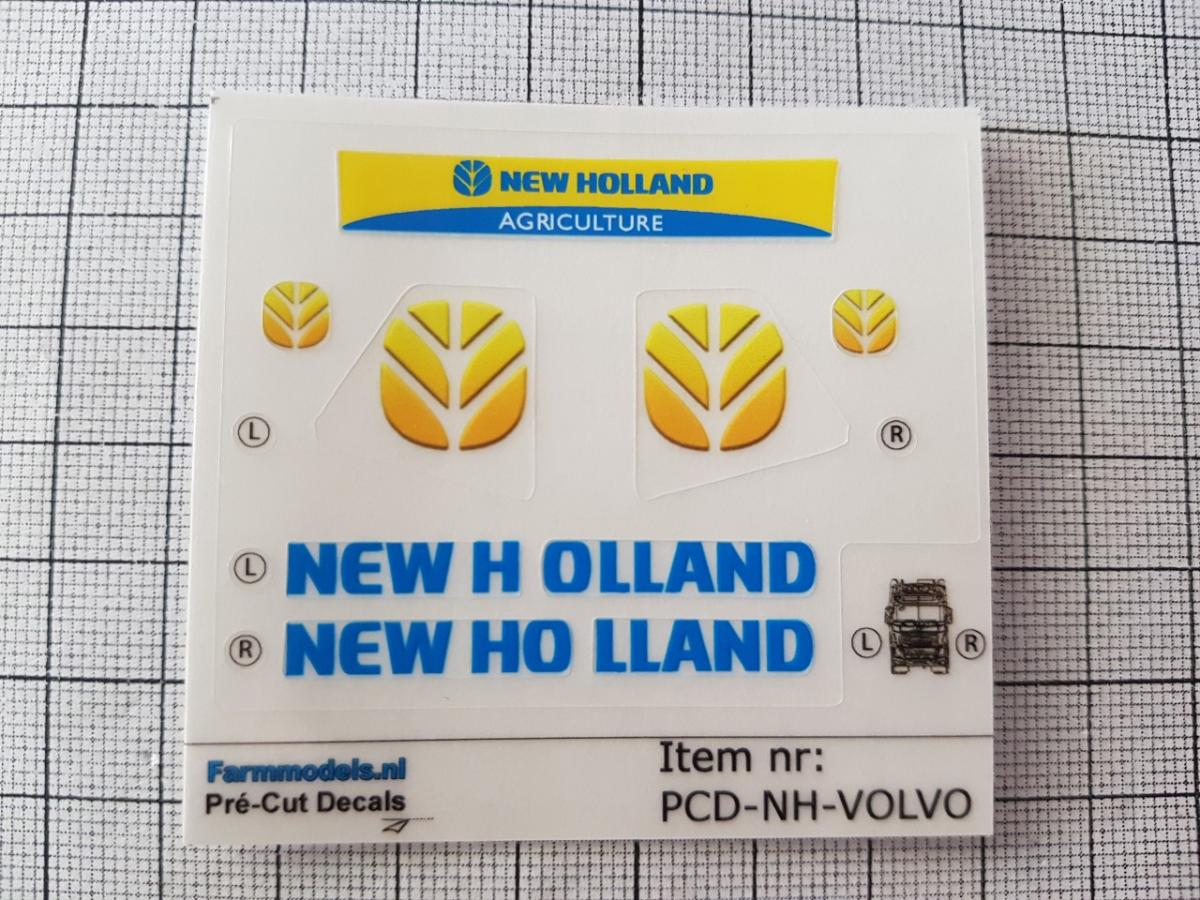 NEW HOLLAND
AGRICULTURE
L
R
L NEW H OLLAND
R NEW HO LLAND
L R
Farmmodels.nl
Pré-Cut Decals
Item nr:
PCD-NH-VOLVO